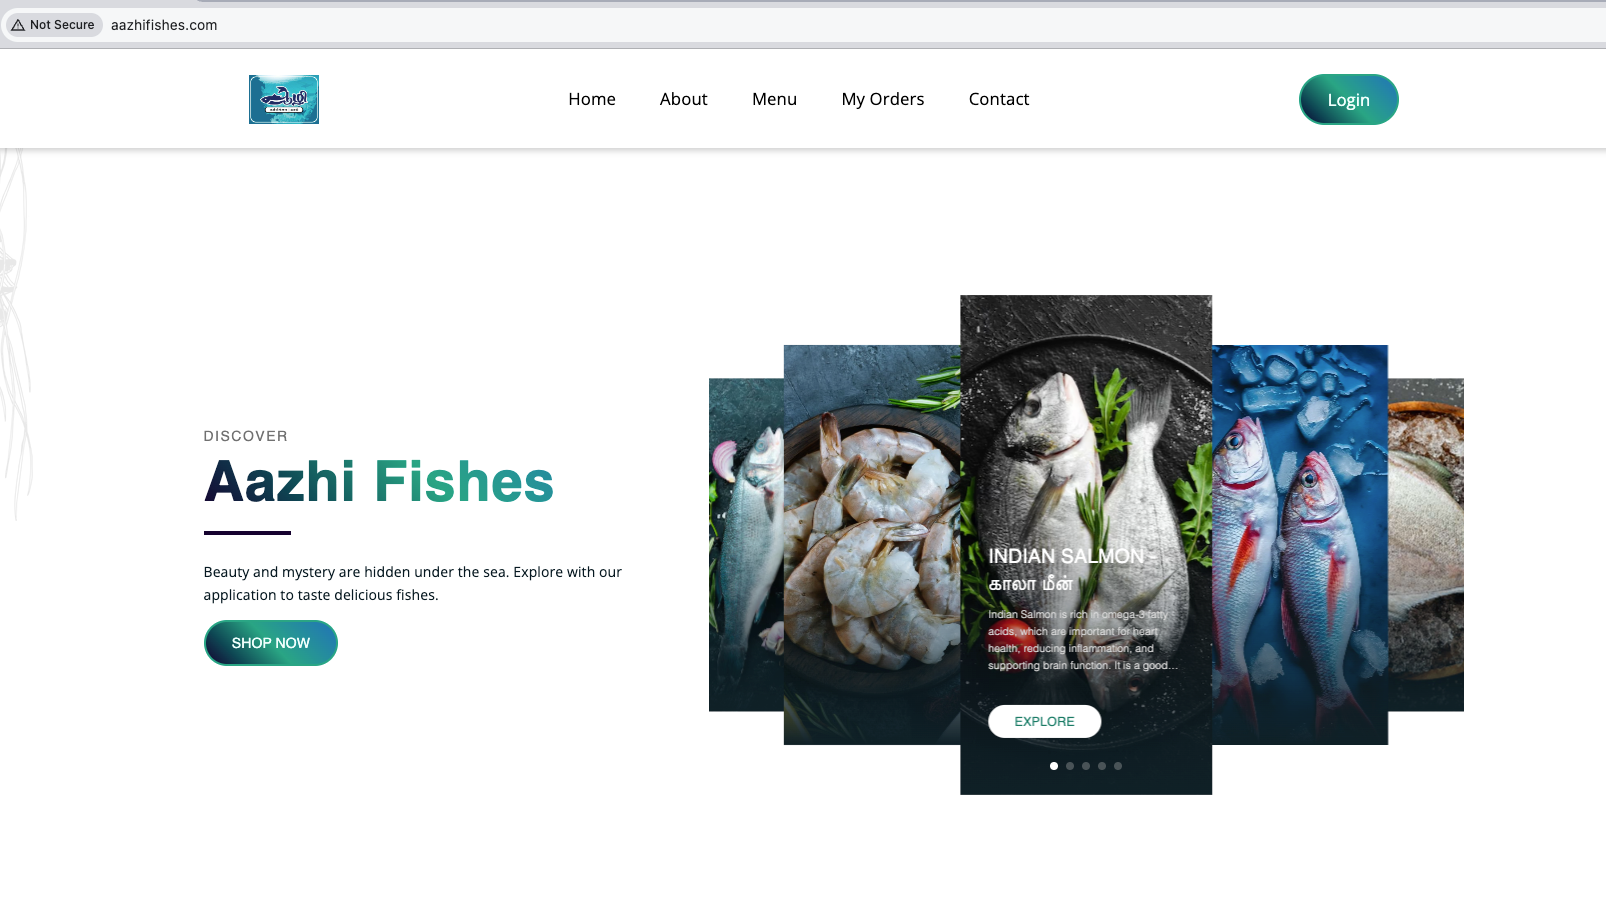 Not Secure aazhifishes.com
ஆழி
Home About Menu My Orders Contact Login
DISCOVER
Aazhi Fishes
Beauty and mystery are hidden under the sea. Explore with our
application to taste delicious fishes.
SHOP NOW
INDIAN SALMON -
காலா மீன்
Indian Salmon is rich in omega-3 fatty
acids, which are important for heart
health, reducing inflammation, and
supporting brain function. It is a good...
EXPLORE